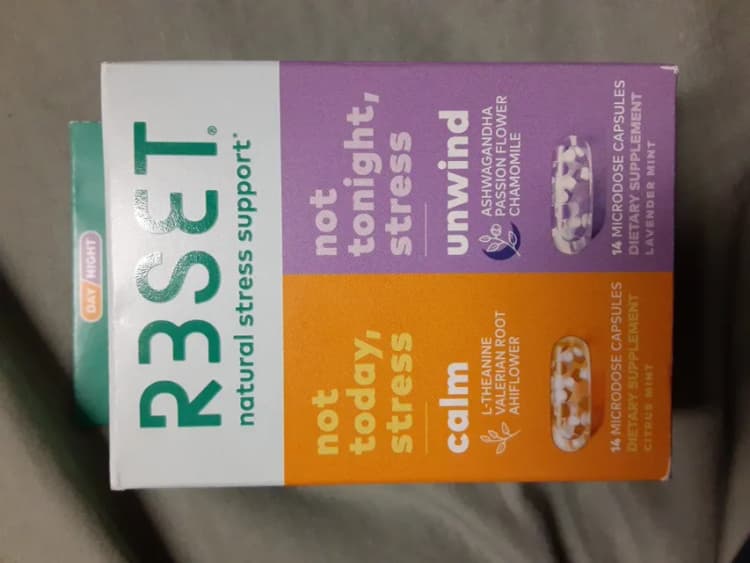 DAY/NIGHT
R3SET®
natural stress support*
not
today,
stress
calm
L-THEANINE
VALERIAN ROOT
AHIFLOWER
14 MICRODOSE CAPSULES
DIETARY SUPPLEMENT
CITRUS MINT
not
tonight,
stress
unwind
ASHWAGANDHA
PASSION FLOWER
CHAMOMILE
14 MICRODOSE CAPSULES
DIETARY SUPPLEMENT
LAVENDER MINT